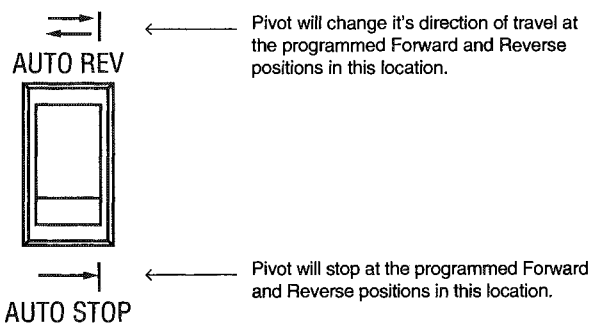 Pivot will change it's direction of travel at
the programmed Forward and Reverse
positions in this location.
AUTO REV
Pivot will stop at the programmed Forward
and Reverse positions in this location.
AUTO STOP